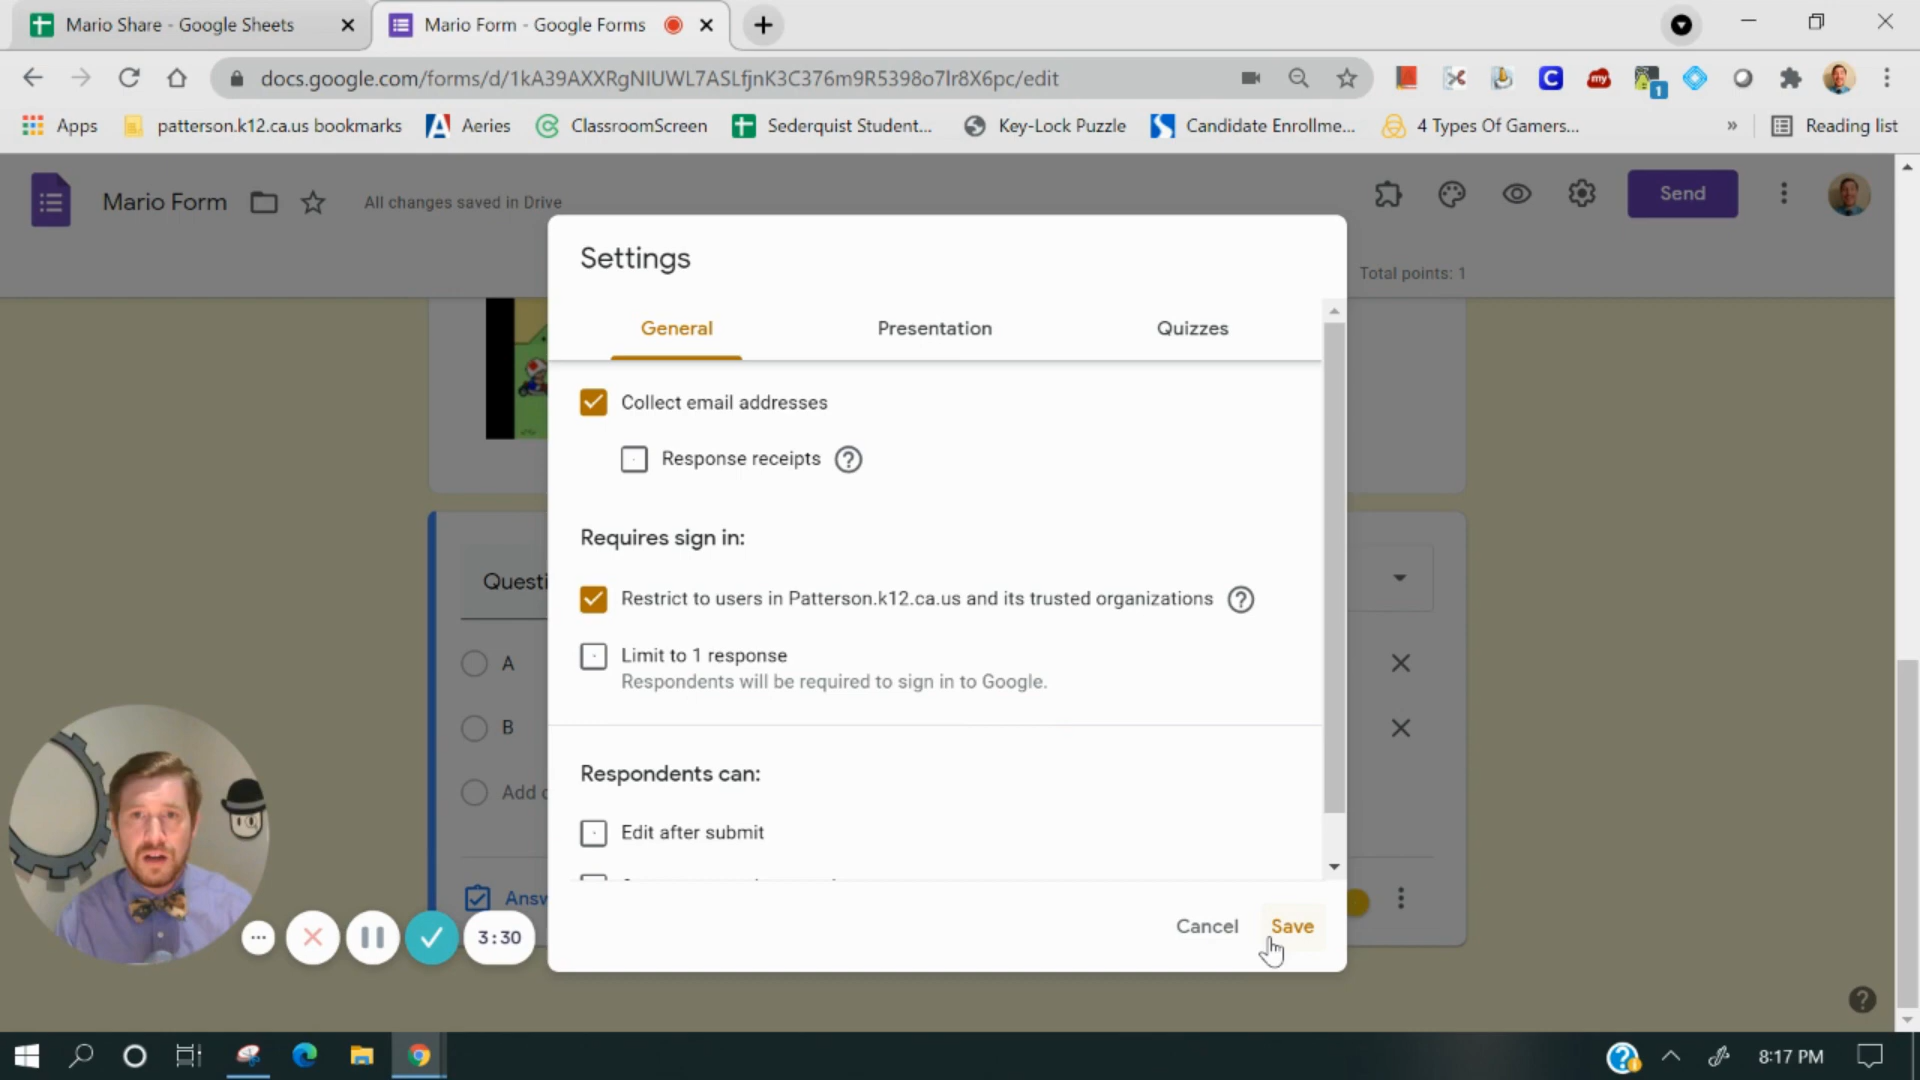 Mario Share - Google Sheets
Mario Form - Google Forms
docs.google.com/forms/d/1kA39AXXRgNIUWL7ASLfjnK3C376m9R5398o7lr8X6pc/edit
my
C
1
Apps
patterson.k12.ca.us bookmarks
Aeries
ClassroomScreen
Sederquist Student...
Key-Lock Puzzle
Candidate Enrollme...
4 Types Of Gamers...
»
Reading list
Mario Form
All changes saved in Drive
Send
Total points: 1
Settings
General
Presentation
Quizzes
Collect email addresses
Response receipts
Requires sign in:
Questi
Restrict to users in Patterson.k12.ca.us and its trusted organizations
A
Limit to 1 response
Respondents will be required to sign in to Google.
B
Respondents can:
Add
Edit after submit
Answ
Cancel
Save
3:30
8:17 PM